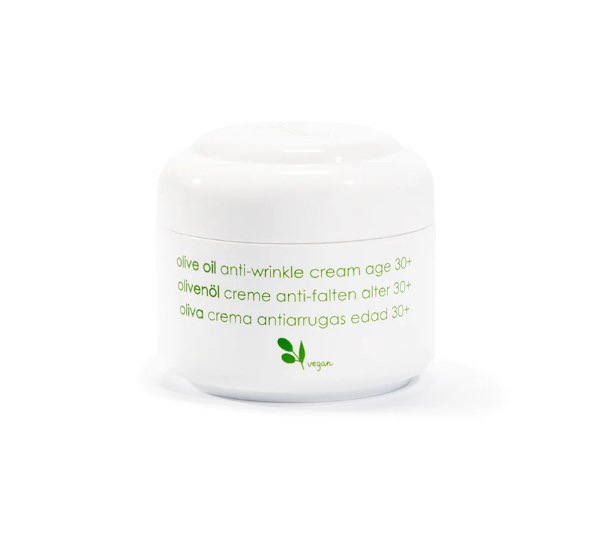 olive oil anti-wrinkle cream age 30+
olivenöl creme anti-falten alter 30+
oliva crema antiarrugas edad 30+
vegan